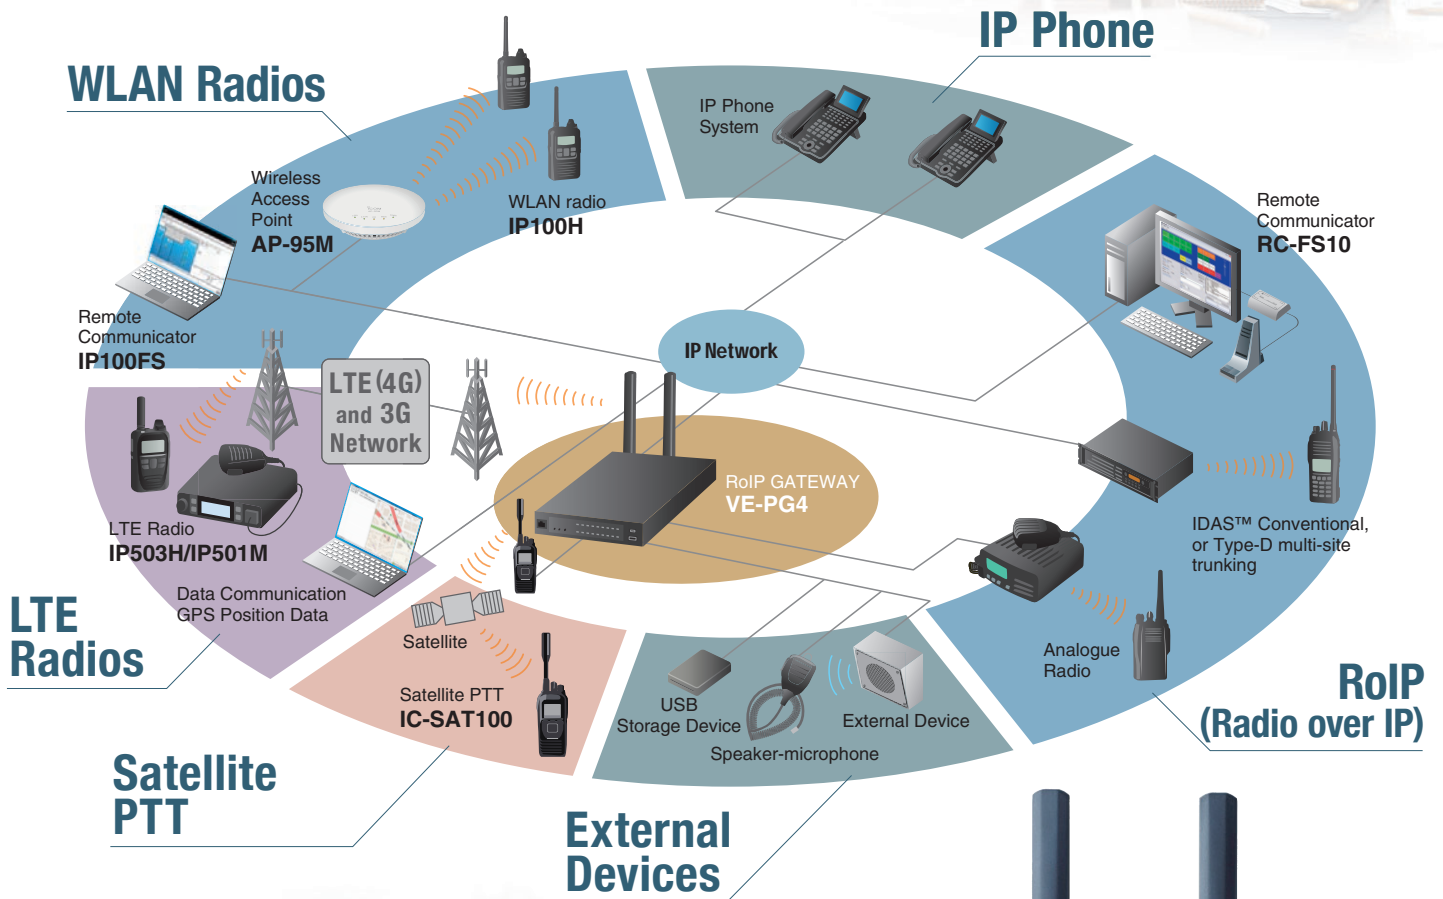 WLAN Radios
IP Phone
IP Phone
System
Wireless
Access
Point
AP-95M
WLAN radio
IP100H
Remote
Communicator
RC-FS10
Remote
Communicator
IP100FS
IP Network
LTE (4G)
and 3G
Network
RoIP GATEWAY
VE-PG4
LTE Radio
IP503H/IP501M
Data Communication
GPS Position Data
IDAS™ Conventional,
or Type-D multi-site
trunking
LTE
Radios
Satellite
Satellite PTT
IC-SAT100
USB
Storage Device
Speaker-microphone
External Device
Analogue
Radio
RoIP
(Radio over IP)
Satellite
PTT
External
Devices